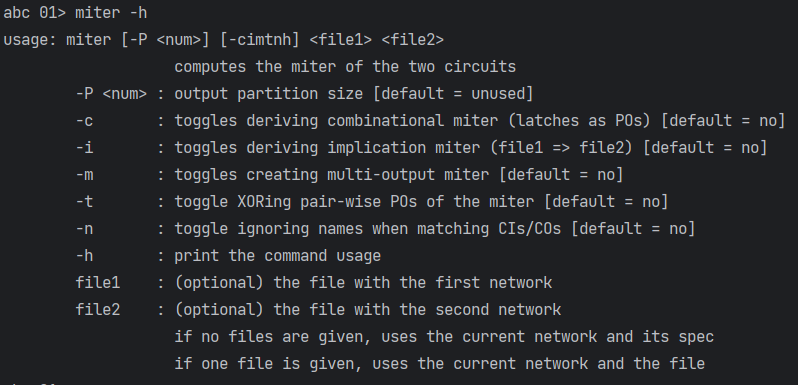 abc 01> miter -h
usage: miter [-P <num>] [-cimtnh] <file1> <file2>
computes the miter of the two circuits
-P <num> : output partition size [default = unused]
-c : toggles deriving combinational miter (latches as POs) [default = no]
-i : toggles deriving implication miter (file1 => file2) [default = no]
-m : toggles creating multi-output miter [default = no]
-t : toggle XORing pair-wise POs of the miter [default = no]
-n : toggle ignoring names when matching CIs/COs [default = no]
-h : print the command usage
file1 : (optional) the file with the first network
file2 : (optional) the file with the second network
if no files are given, uses the current network and its spec
if one file is given, uses the current network and the file